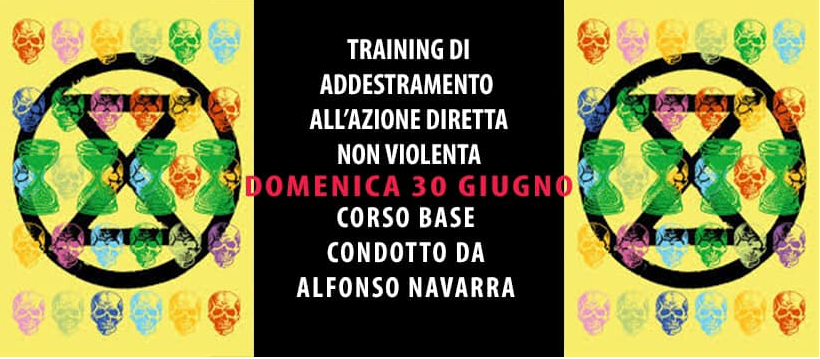 TRAINING DI
ADDESTRAMENTO
ALL'AZIONE DIRETTA
NON VIOLENTA
DOMENICA 30 GIUGNO
CORSO BASE
CONDOTTO DA
ALFONSO NAVARRA